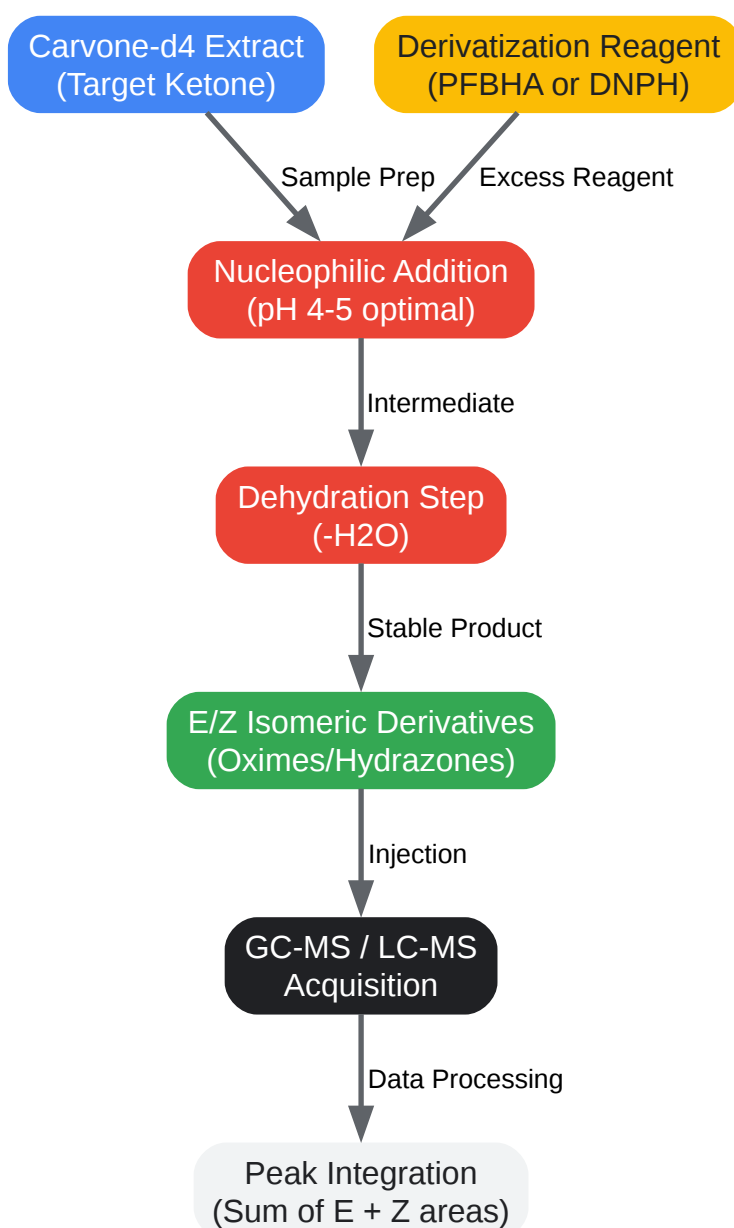 Carvone-d4 Extract
(Target Ketone)
Derivatization Reagent
(PFBHA or DNPH)
Sample Prep
Excess Reagent
Nucleophilic Addition
(pH 4-5 optimal)
Intermediate
Dehydration Step
(-H2O)
Stable Product
E/Z Isomeric Derivatives
(Oximes/Hydrazones)
Injection
GC-MS / LC-MS
Acquisition
Data Processing
Peak Integration
(Sum of E + Z areas)